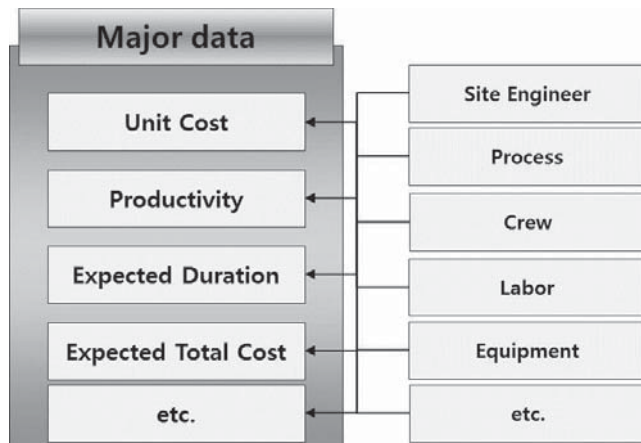 Major data
Unit Cost
Productivity
Expected Duration
Expected Total Cost
etc.
Site Engineer
Process
Crew
Labor
Equipment
etc.